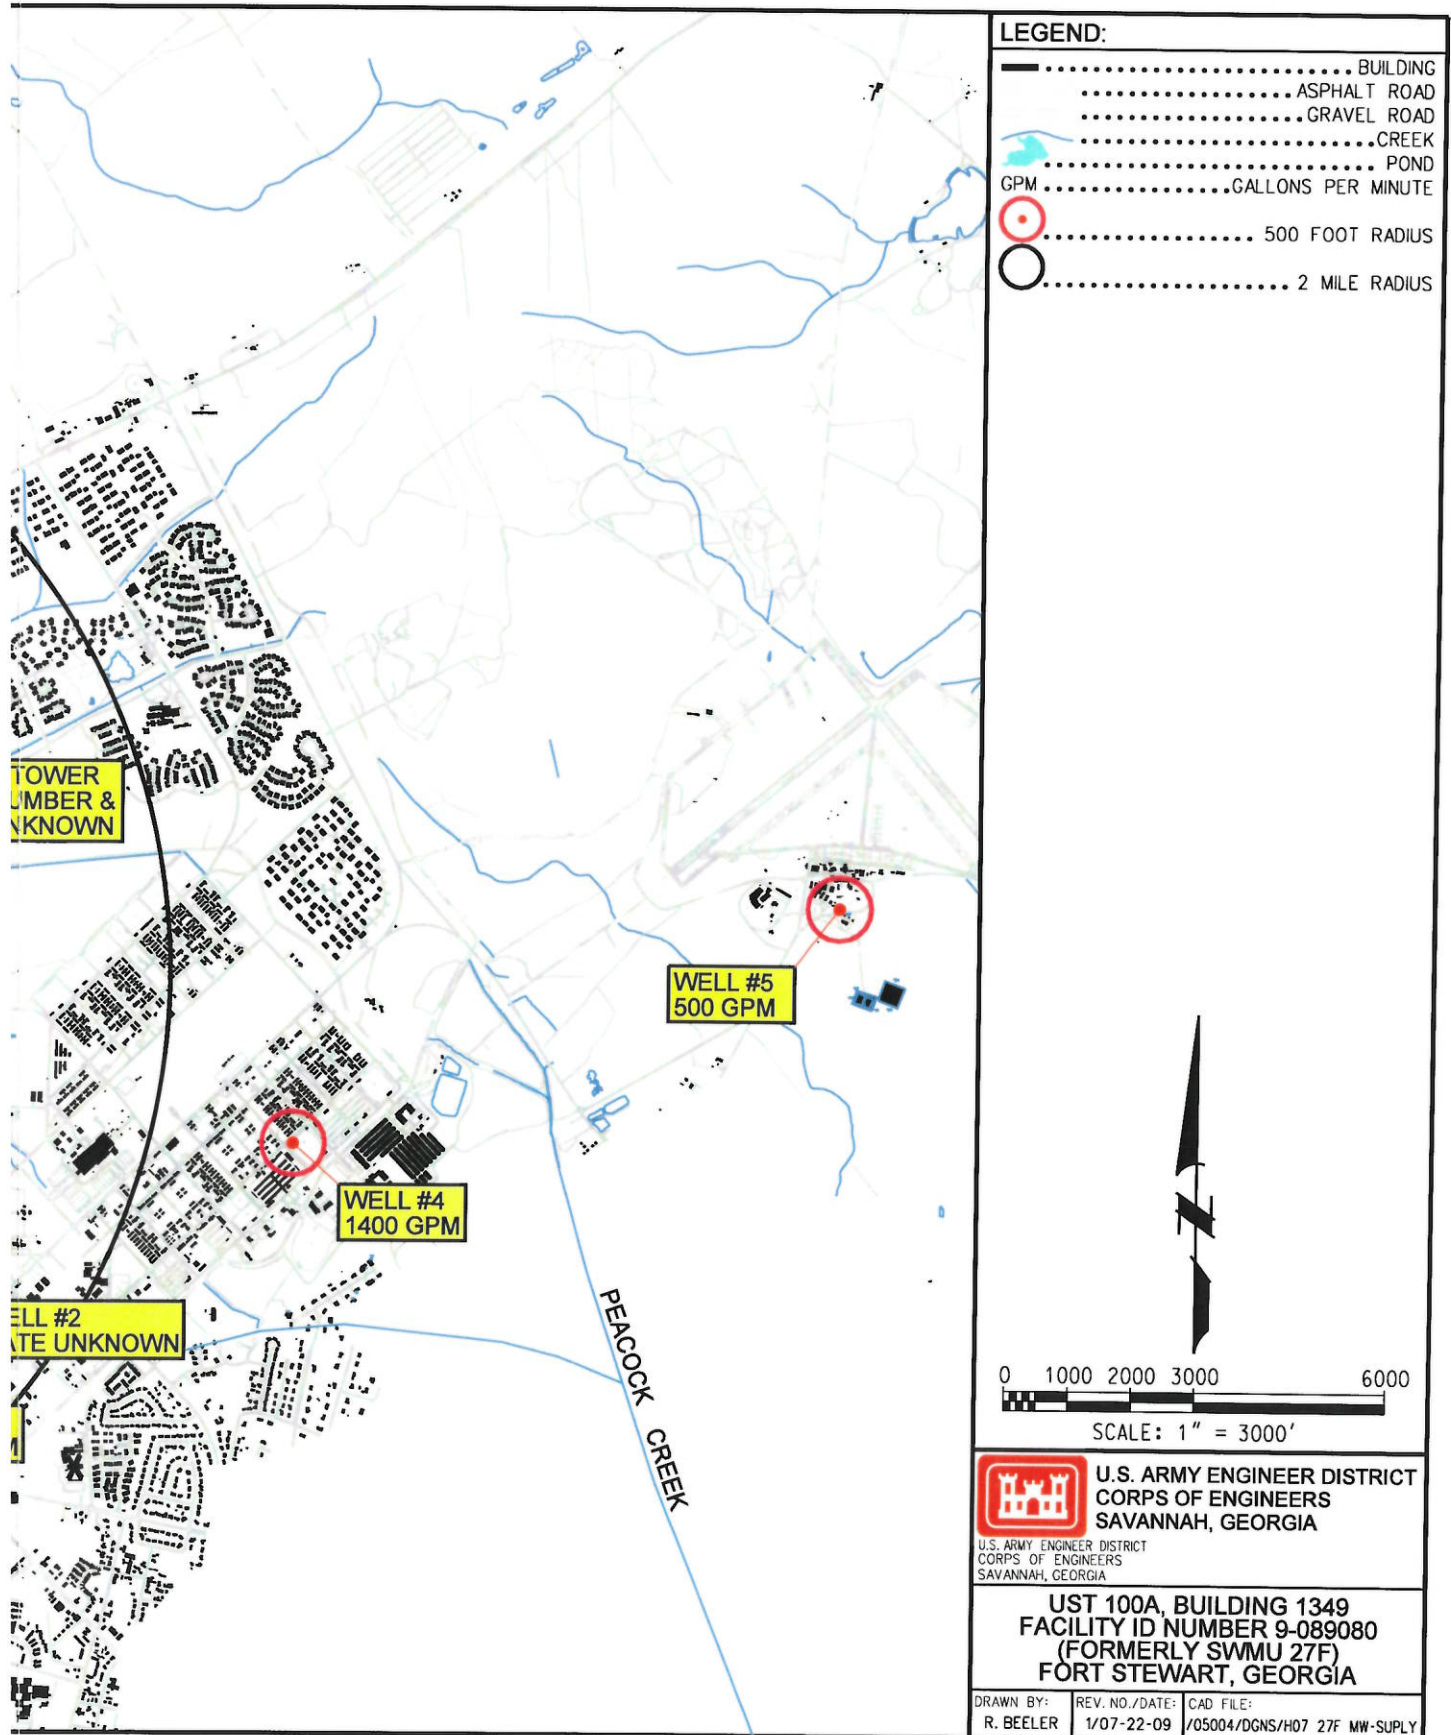 LEGEND:
BUILDING
ASPHALT ROAD
GRAVEL ROAD
CREEK
POND
GPM GALLONS PER MINUTE
500 FOOT RADIUS
2 MILE RADIUS
TOWER
UMBER &
NKNOWN
WELL #5
500 GPM
WELL #4
1400 GPM
ELL #2
ATE UNKNOWN
M
PEACOCK CREEK
N
0 1000 2000 3000 6000
SCALE: 1" = 3000'
U.S. ARMY ENGINEER DISTRICT
CORPS OF ENGINEERS
SAVANNAH, GEORGIA
U.S. ARMY ENGINEER DISTRICT
CORPS OF ENGINEERS
SAVANNAH, GEORGIA
UST 100A, BUILDING 1349
FACILITY ID NUMBER 9-089080
(FORMERLY SWMU 27F)
FORT STEWART, GEORGIA
DRAWN BY: REV. NO./DATE: CAD FILE:
R. BEELER 1/07-22-09 /05004/DGNS/H07 27F MW-SUPLY